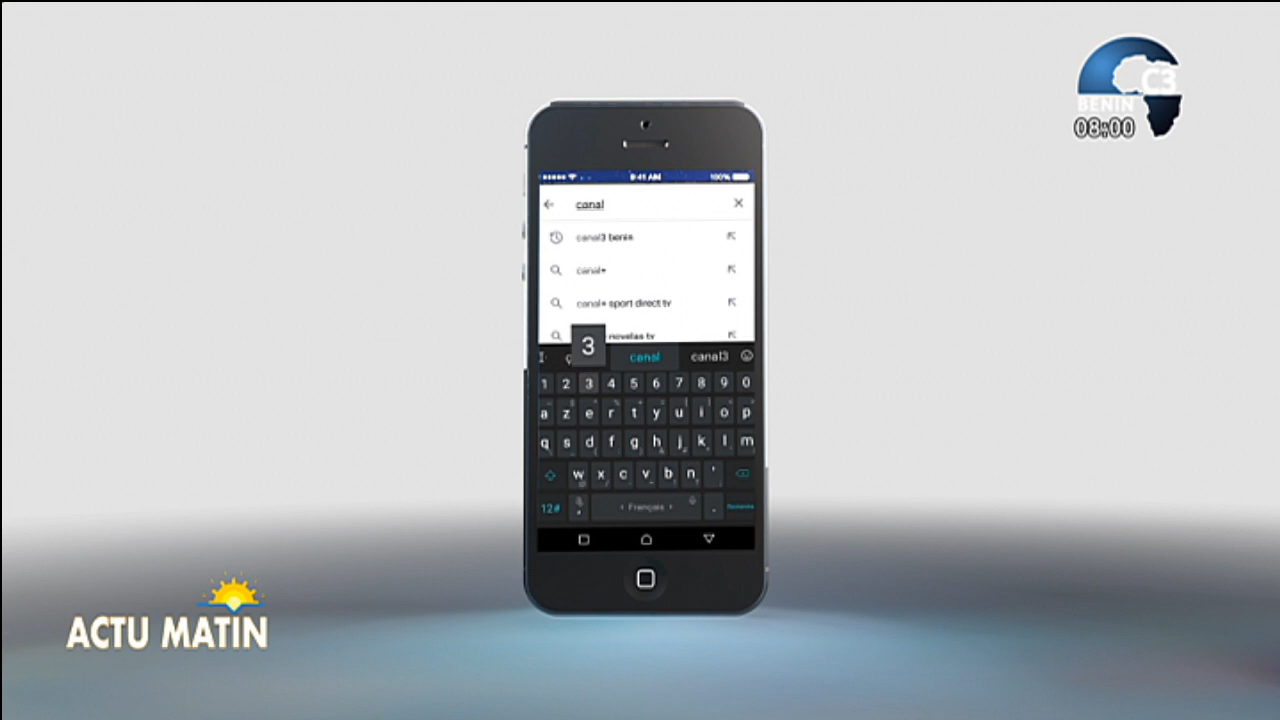 C3
BENIN
08:00
9:41 AM 100%
canal
canal3 benin
canal+
canal+ sport direct tv
novelas tv
3
canal canal3
1 2 3 4 5 6 7 8 9 0
a z e r t y u i o p
q s d f g h j k l m
w x c v b n '
12# , Français .
ACTU MATIN